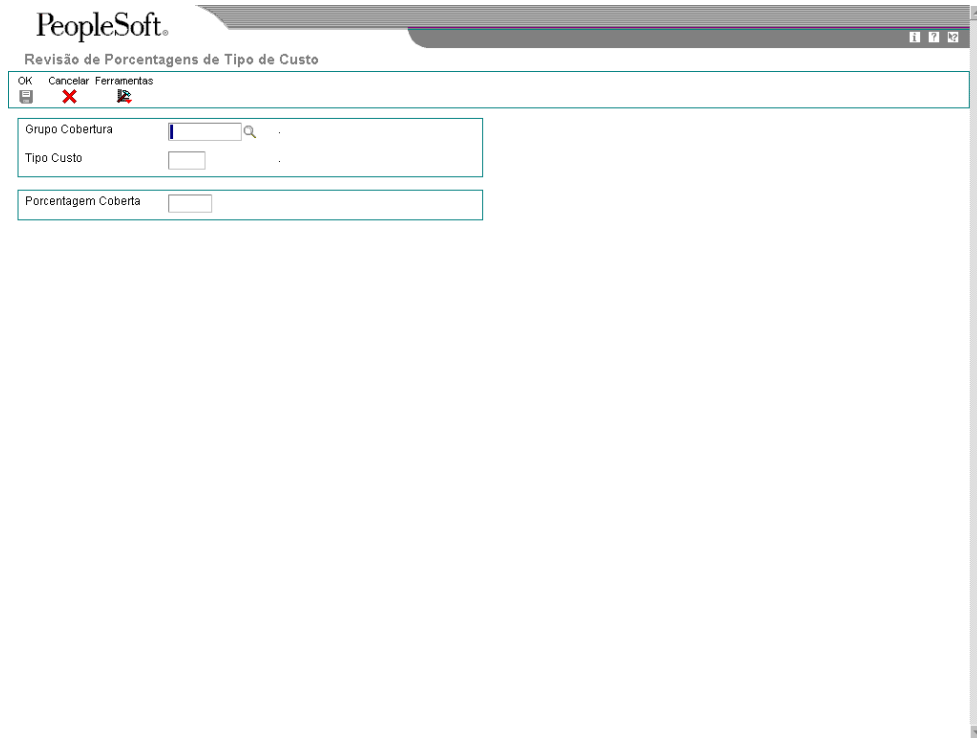 PeopleSoft®
Revisão de Porcentagens de Tipo de Custo
OK Cancelar Ferramentas
Grupo Cobertura .
Tipo Custo .
Porcentagem Coberta